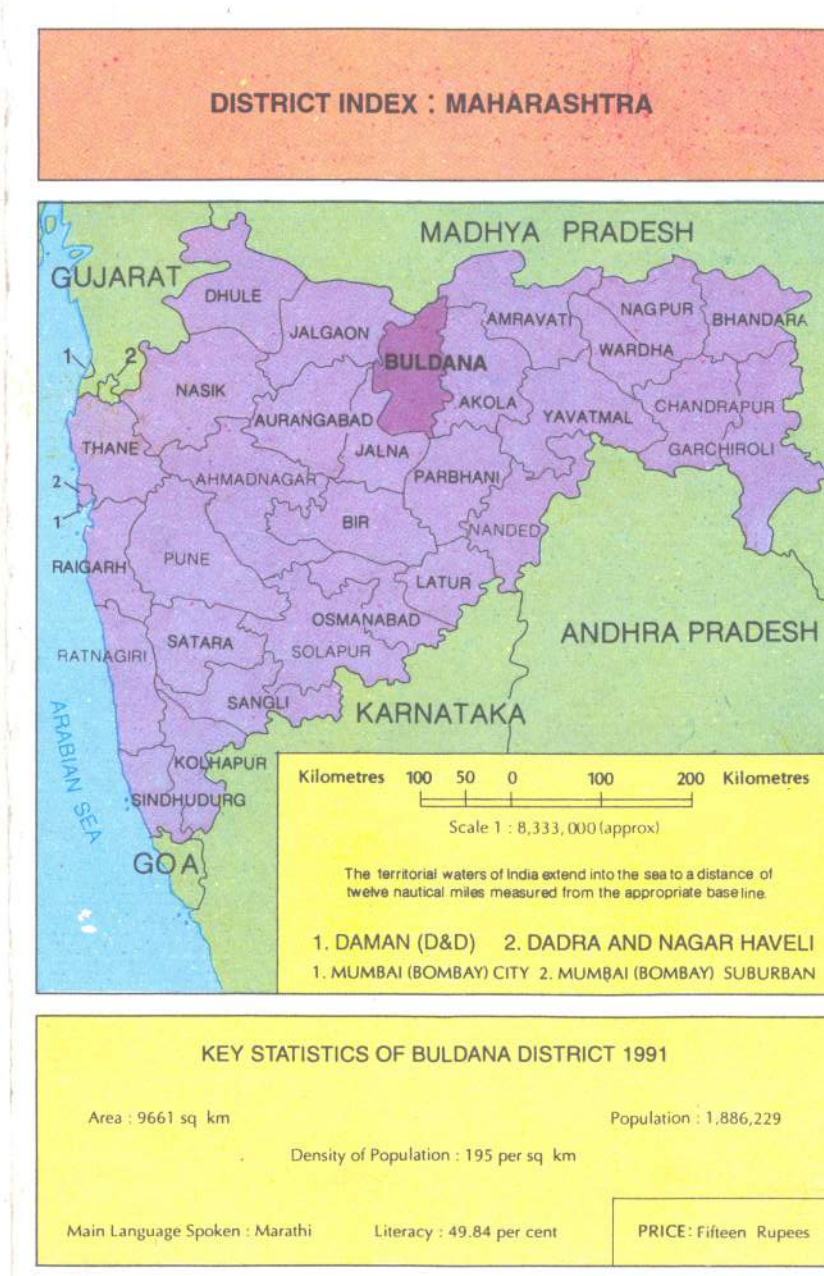 DISTRICT INDEX : MAHARASHTRA
MADHYA PRADESH
GUJARAT
DHULE
NAGPUR
BHANDARA
AMRAVATI
JALGAON
WARDHA
1
2
BULDANA
NASIK
AKOLA
CHANDRAPUR
YAVATMAL
AURANGABAD
THANE
JALNA
GARCHIROLI
AHMADNAGAR
PARBHANI
2
1
BIR
NANDED
PUNE
RAIGARH
LATUR
OSMANABAD
ANDHRA PRADESH
SATARA
SOLAPUR
RATNAGIRI
SANGLI
KARNATAKA
ARABIAN SEA
KOLHAPUR
SINDHUDURG
GOA
Kilometres 100 50 0 100 200 Kilometres
Scale 1 : 8,333,000 (approx)
The territorial waters of India extend into the sea to a distance of
twelve nautical miles measured from the appropriate base line.
1. DAMAN (D&D) 2. DADRA AND NAGAR HAVELI
1. MUMBAI (BOMBAY) CITY 2. MUMBAI (BOMBAY) SUBURBAN
KEY STATISTICS OF BULDANA DISTRICT 1991
Area : 9661 sq km Population : 1,886,229
Density of Population : 195 per sq km
Main Language Spoken : Marathi Literacy : 49.84 per cent PRICE: Fifteen Rupees